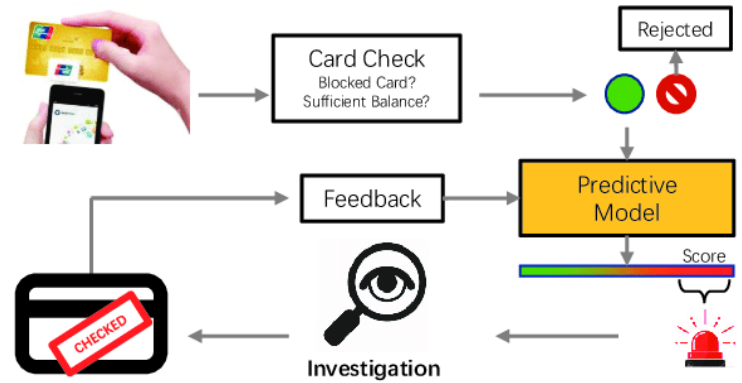 Rejected
Card Check
Blocked Card?
Sufficient Balance?
Feedback
Predictive
Model
Score
CHECKED
Investigation